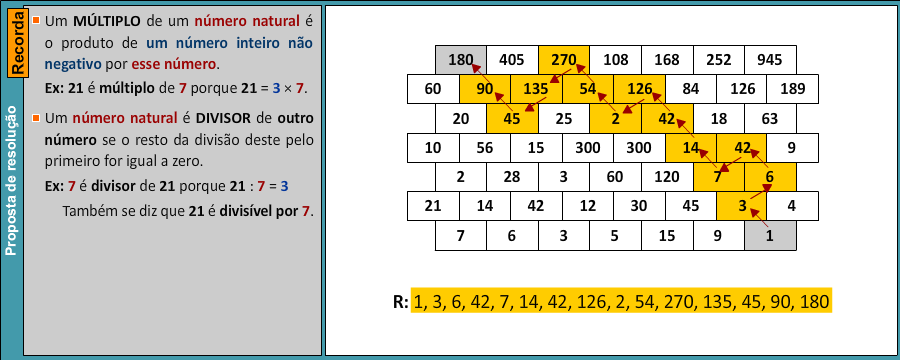 Recorda
Proposta de resolução
Um MÚLTIPLO de um número natural é
o produto de um número inteiro não
negativo por esse número.
Ex: 21 é múltiplo de 7 porque 21 = 3 × 7.
Um número natural é DIVISOR de outro
número se o resto da divisão deste pelo
primeiro for igual a zero.
Ex: 7 é divisor de 21 porque 21 : 7 = 3
Também se diz que 21 é divisível por 7.
180 405 270 108 168 252 945
60 90 135 54 126 84 126 189
20 45 25 2 42 18 63
10 56 15 300 300 14 42 9
2 28 3 60 120 7 6
21 14 42 12 30 45 3 4
7 6 3 5 15 9 1
R: 1, 3, 6, 42, 7, 14, 42, 126, 2, 54, 270, 135, 45, 90, 180